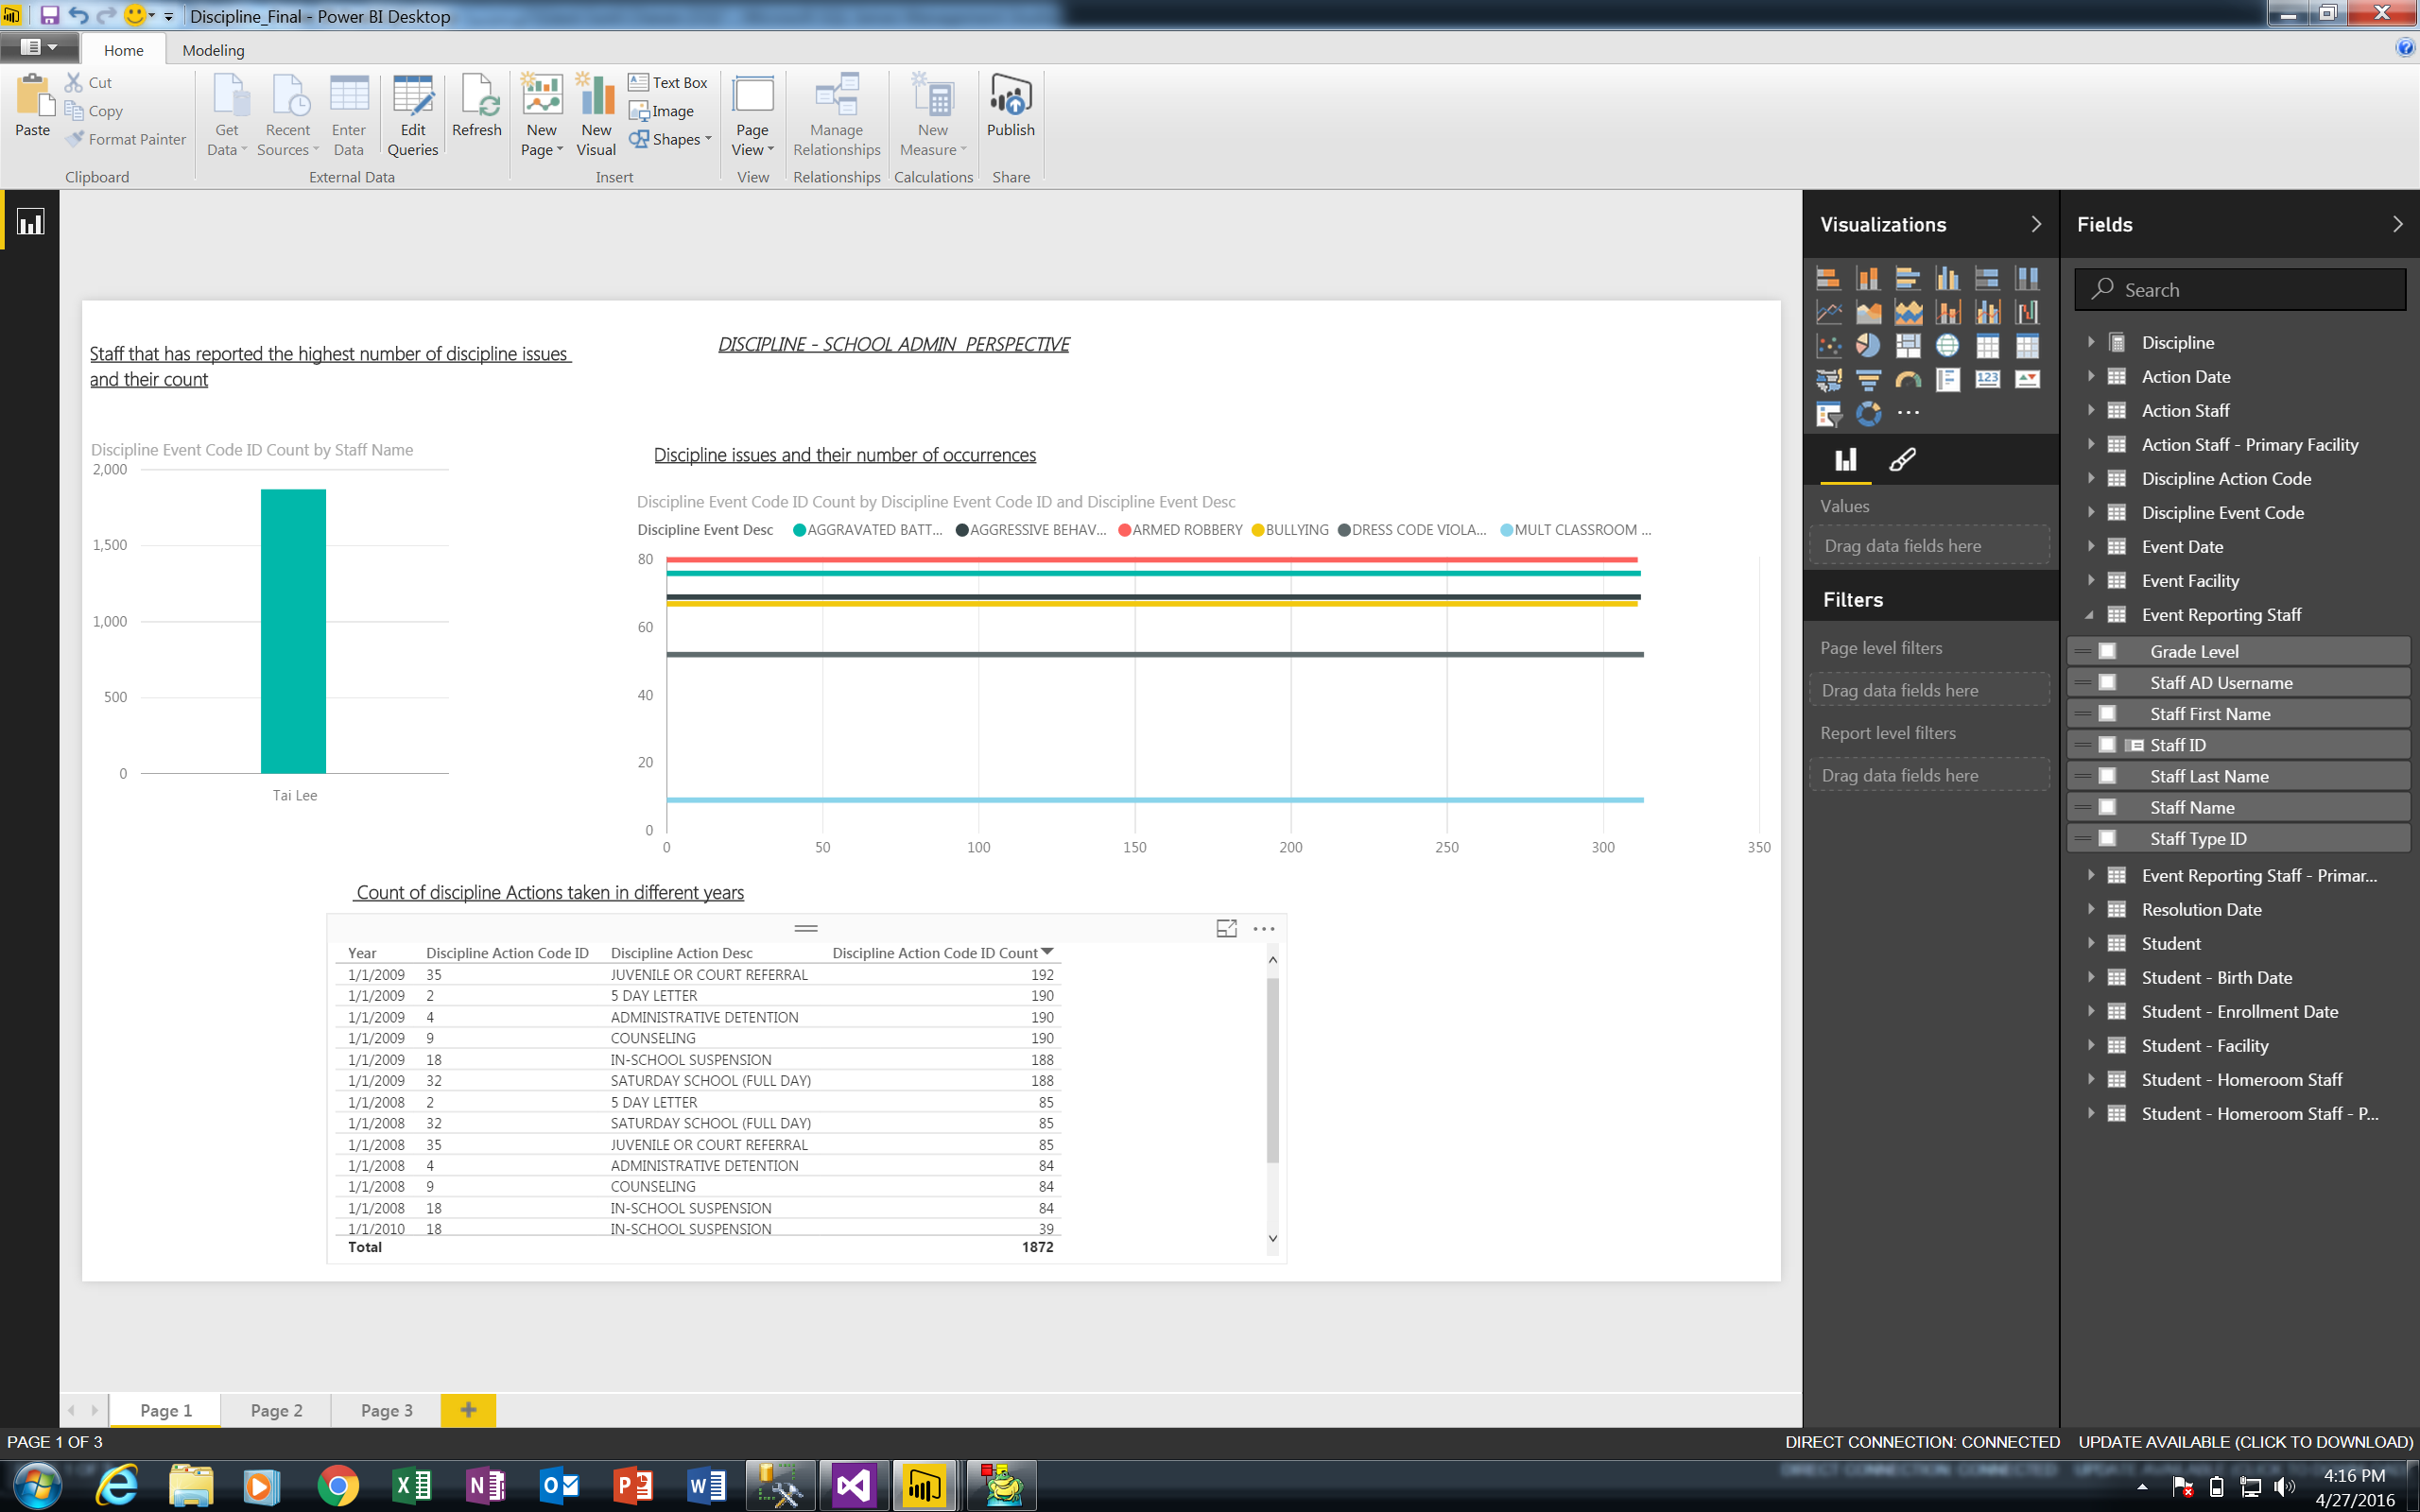 Discipline_Final - Power BI Desktop
Home Modeling
Paste
Cut
Copy
Format Painter
Clipboard
Get Data
Recent Sources
Enter Data
Edit Queries
Refresh
External Data
New Page
New Visual
Text Box
Image
Shapes
Insert
Page View
View
Manage Relationships
Relationships
New Measure
Calculations
Publish
Share
Staff that has reported the highest number of discipline issues
and their count
DISCIPLINE - SCHOOL ADMIN PERSPECTIVE
Discipline Event Code ID Count by Staff Name
2,000
1,500
1,000
500
0
Tai Lee
Discipline issues and their number of occurrences
Discipline Event Code ID Count by Discipline Event Code ID and Discipline Event Desc
Discipline Event Desc AGGRAVATED BATT... AGGRESSIVE BEHAV... ARMED ROBBERY BULLYING DRESS CODE VIOLA... MULT CLASSROOM ...
80
60
40
20
0
0 50 100 150 200 250 300 350
Count of discipline Actions taken in different years
Year Discipline Action Code ID Discipline Action Desc Discipline Action Code ID Count
1/1/2009 35 JUVENILE OR COURT REFERRAL 192
1/1/2009 2 5 DAY LETTER 190
1/1/2009 4 ADMINISTRATIVE DETENTION 190
1/1/2009 9 COUNSELING 190
1/1/2009 18 IN-SCHOOL SUSPENSION 188
1/1/2009 32 SATURDAY SCHOOL (FULL DAY) 188
1/1/2008 2 5 DAY LETTER 85
1/1/2008 32 SATURDAY SCHOOL (FULL DAY) 85
1/1/2008 35 JUVENILE OR COURT REFERRAL 85
1/1/2008 4 ADMINISTRATIVE DETENTION 84
1/1/2008 9 COUNSELING 84
1/1/2008 18 IN-SCHOOL SUSPENSION 84
1/1/2010 18 IN-SCHOOL SUSPENSION 39
Total 1872
Visualizations
123
Values
Drag data fields here
Filters
Page level filters
Drag data fields here
Report level filters
Drag data fields here
Fields
Search
Discipline
Action Date
Action Staff
Action Staff - Primary Facility
Discipline Action Code
Discipline Event Code
Event Date
Event Facility
Event Reporting Staff
Grade Level
Staff AD Username
Staff First Name
Staff ID
Staff Last Name
Staff Name
Staff Type ID
Event Reporting Staff - Primar...
Resolution Date
Student
Student - Birth Date
Student - Enrollment Date
Student - Facility
Student - Homeroom Staff
Student - Homeroom Staff - P...
Page 1 Page 2 Page 3
PAGE 1 OF 3
DIRECT CONNECTION: CONNECTED UPDATE AVAILABLE (CLICK TO DOWNLOAD)
4:16 PM
4/27/2016